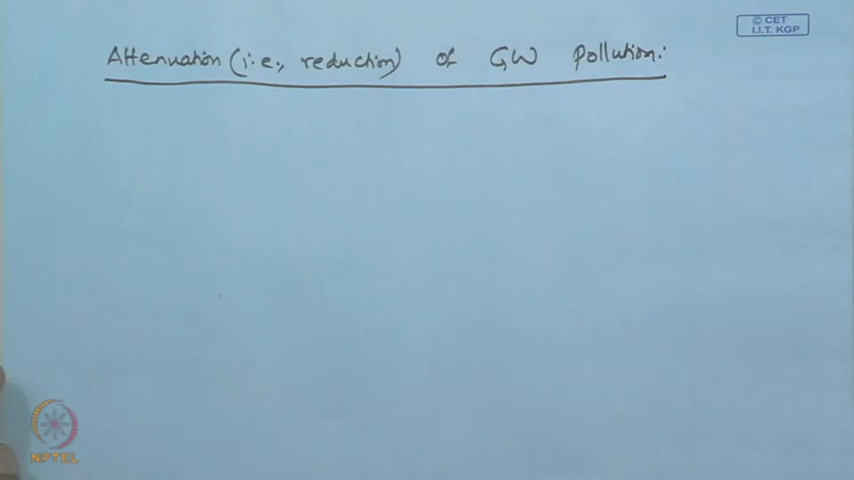 © CET
I.I.T. KGP
Attenuation (i.e., reduction) of GW Pollution:
NPTEL